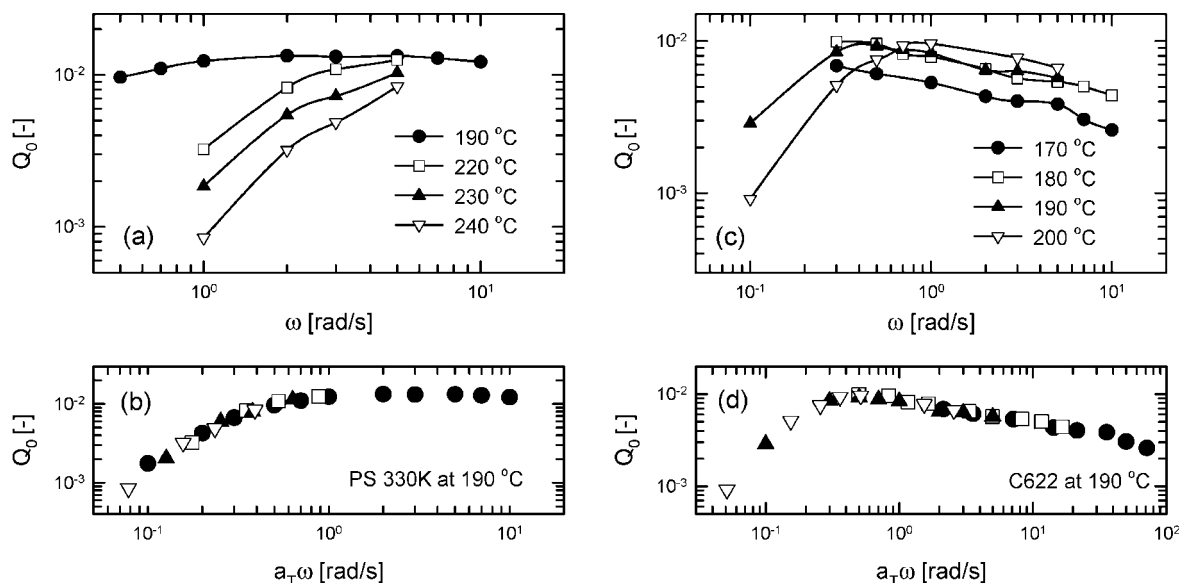 (a)
Q₀ [-]
10⁻²
10⁻³
190 °C
220 °C
230 °C
240 °C
10⁰
10¹
ω [rad/s]
(c)
Q₀ [-]
10⁻²
10⁻³
170 °C
180 °C
190 °C
200 °C
10⁻¹
10⁰
10¹
ω [rad/s]
(b)
Q₀ [-]
10⁻²
10⁻³
PS 330K at 190 °C
10⁻¹
10⁰
10¹
a_Tω [rad/s]
(d)
Q₀ [-]
10⁻²
10⁻³
C622 at 190 °C
10⁻¹
10⁰
10¹
10²
a_Tω [rad/s]